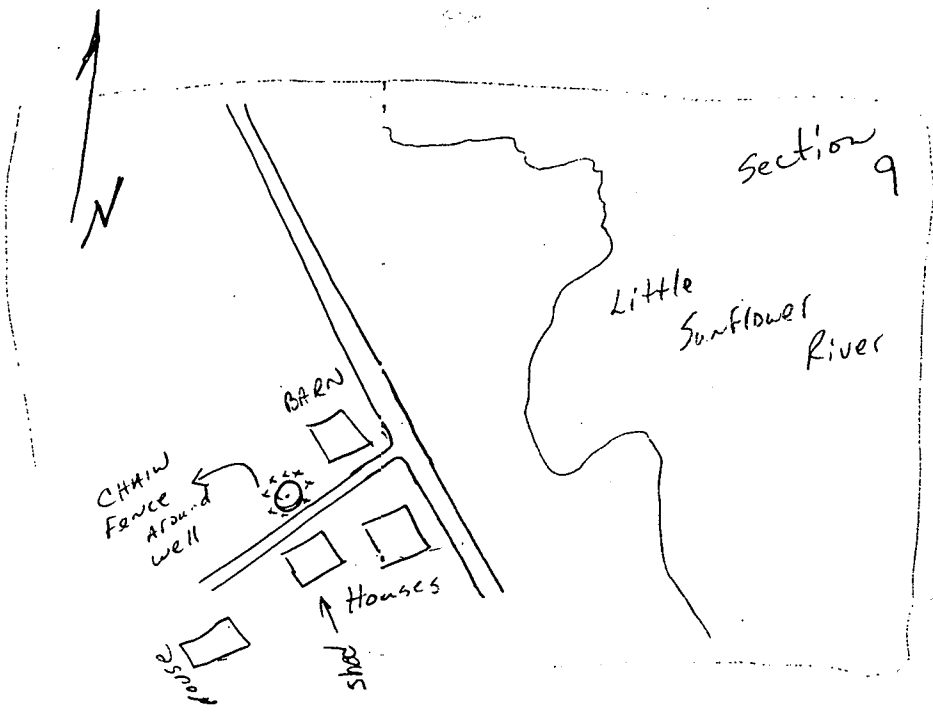 N
Section
9
Little
Sunflower
River
BARN
CHAIN
Fence
Around
well
Houses
shed
House